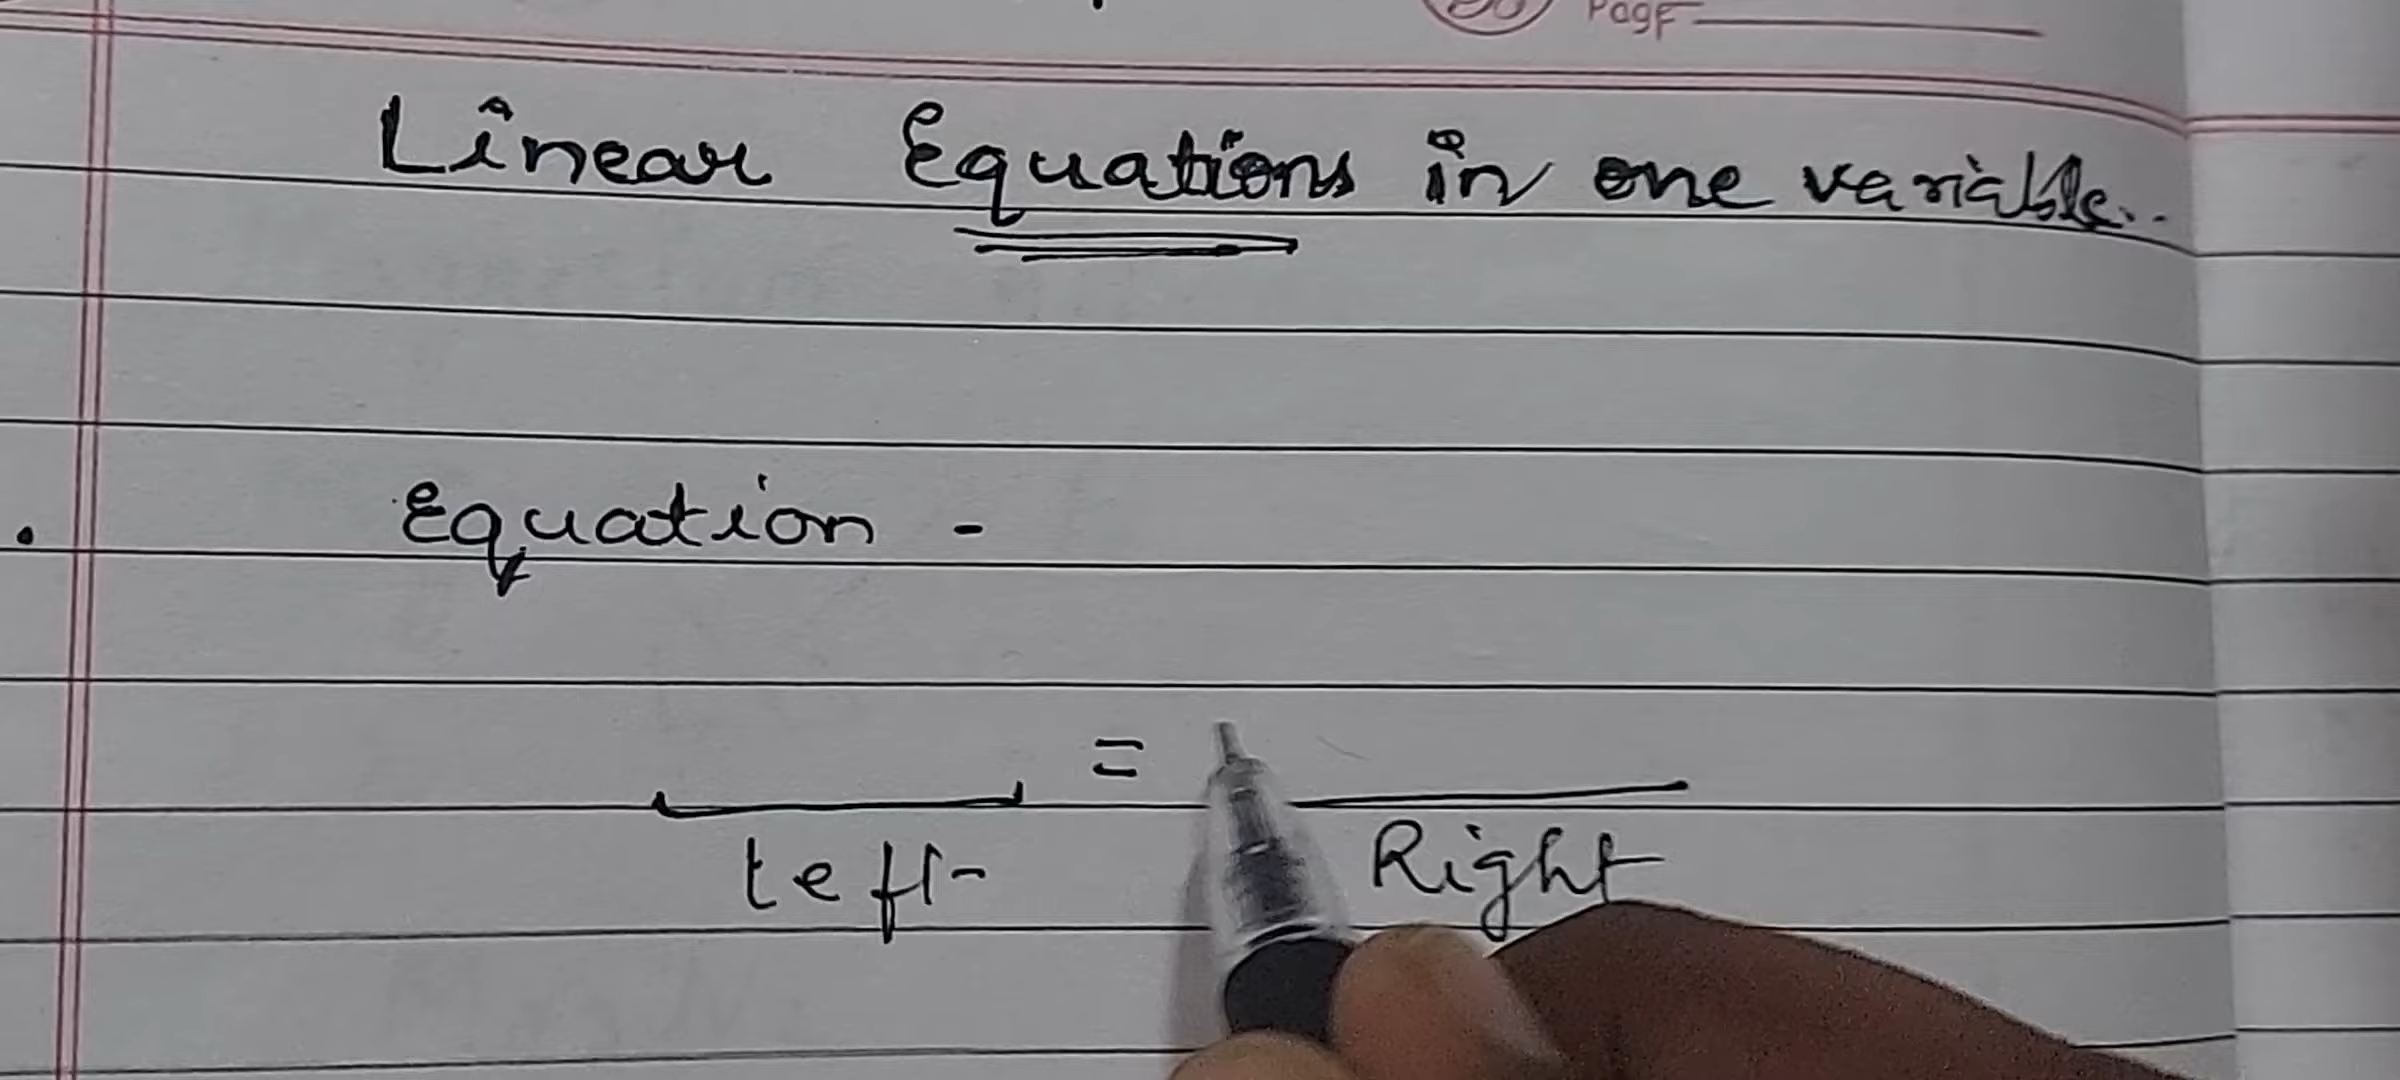 Page
Linear Equations in one variable..
. Equation -
=
left Right